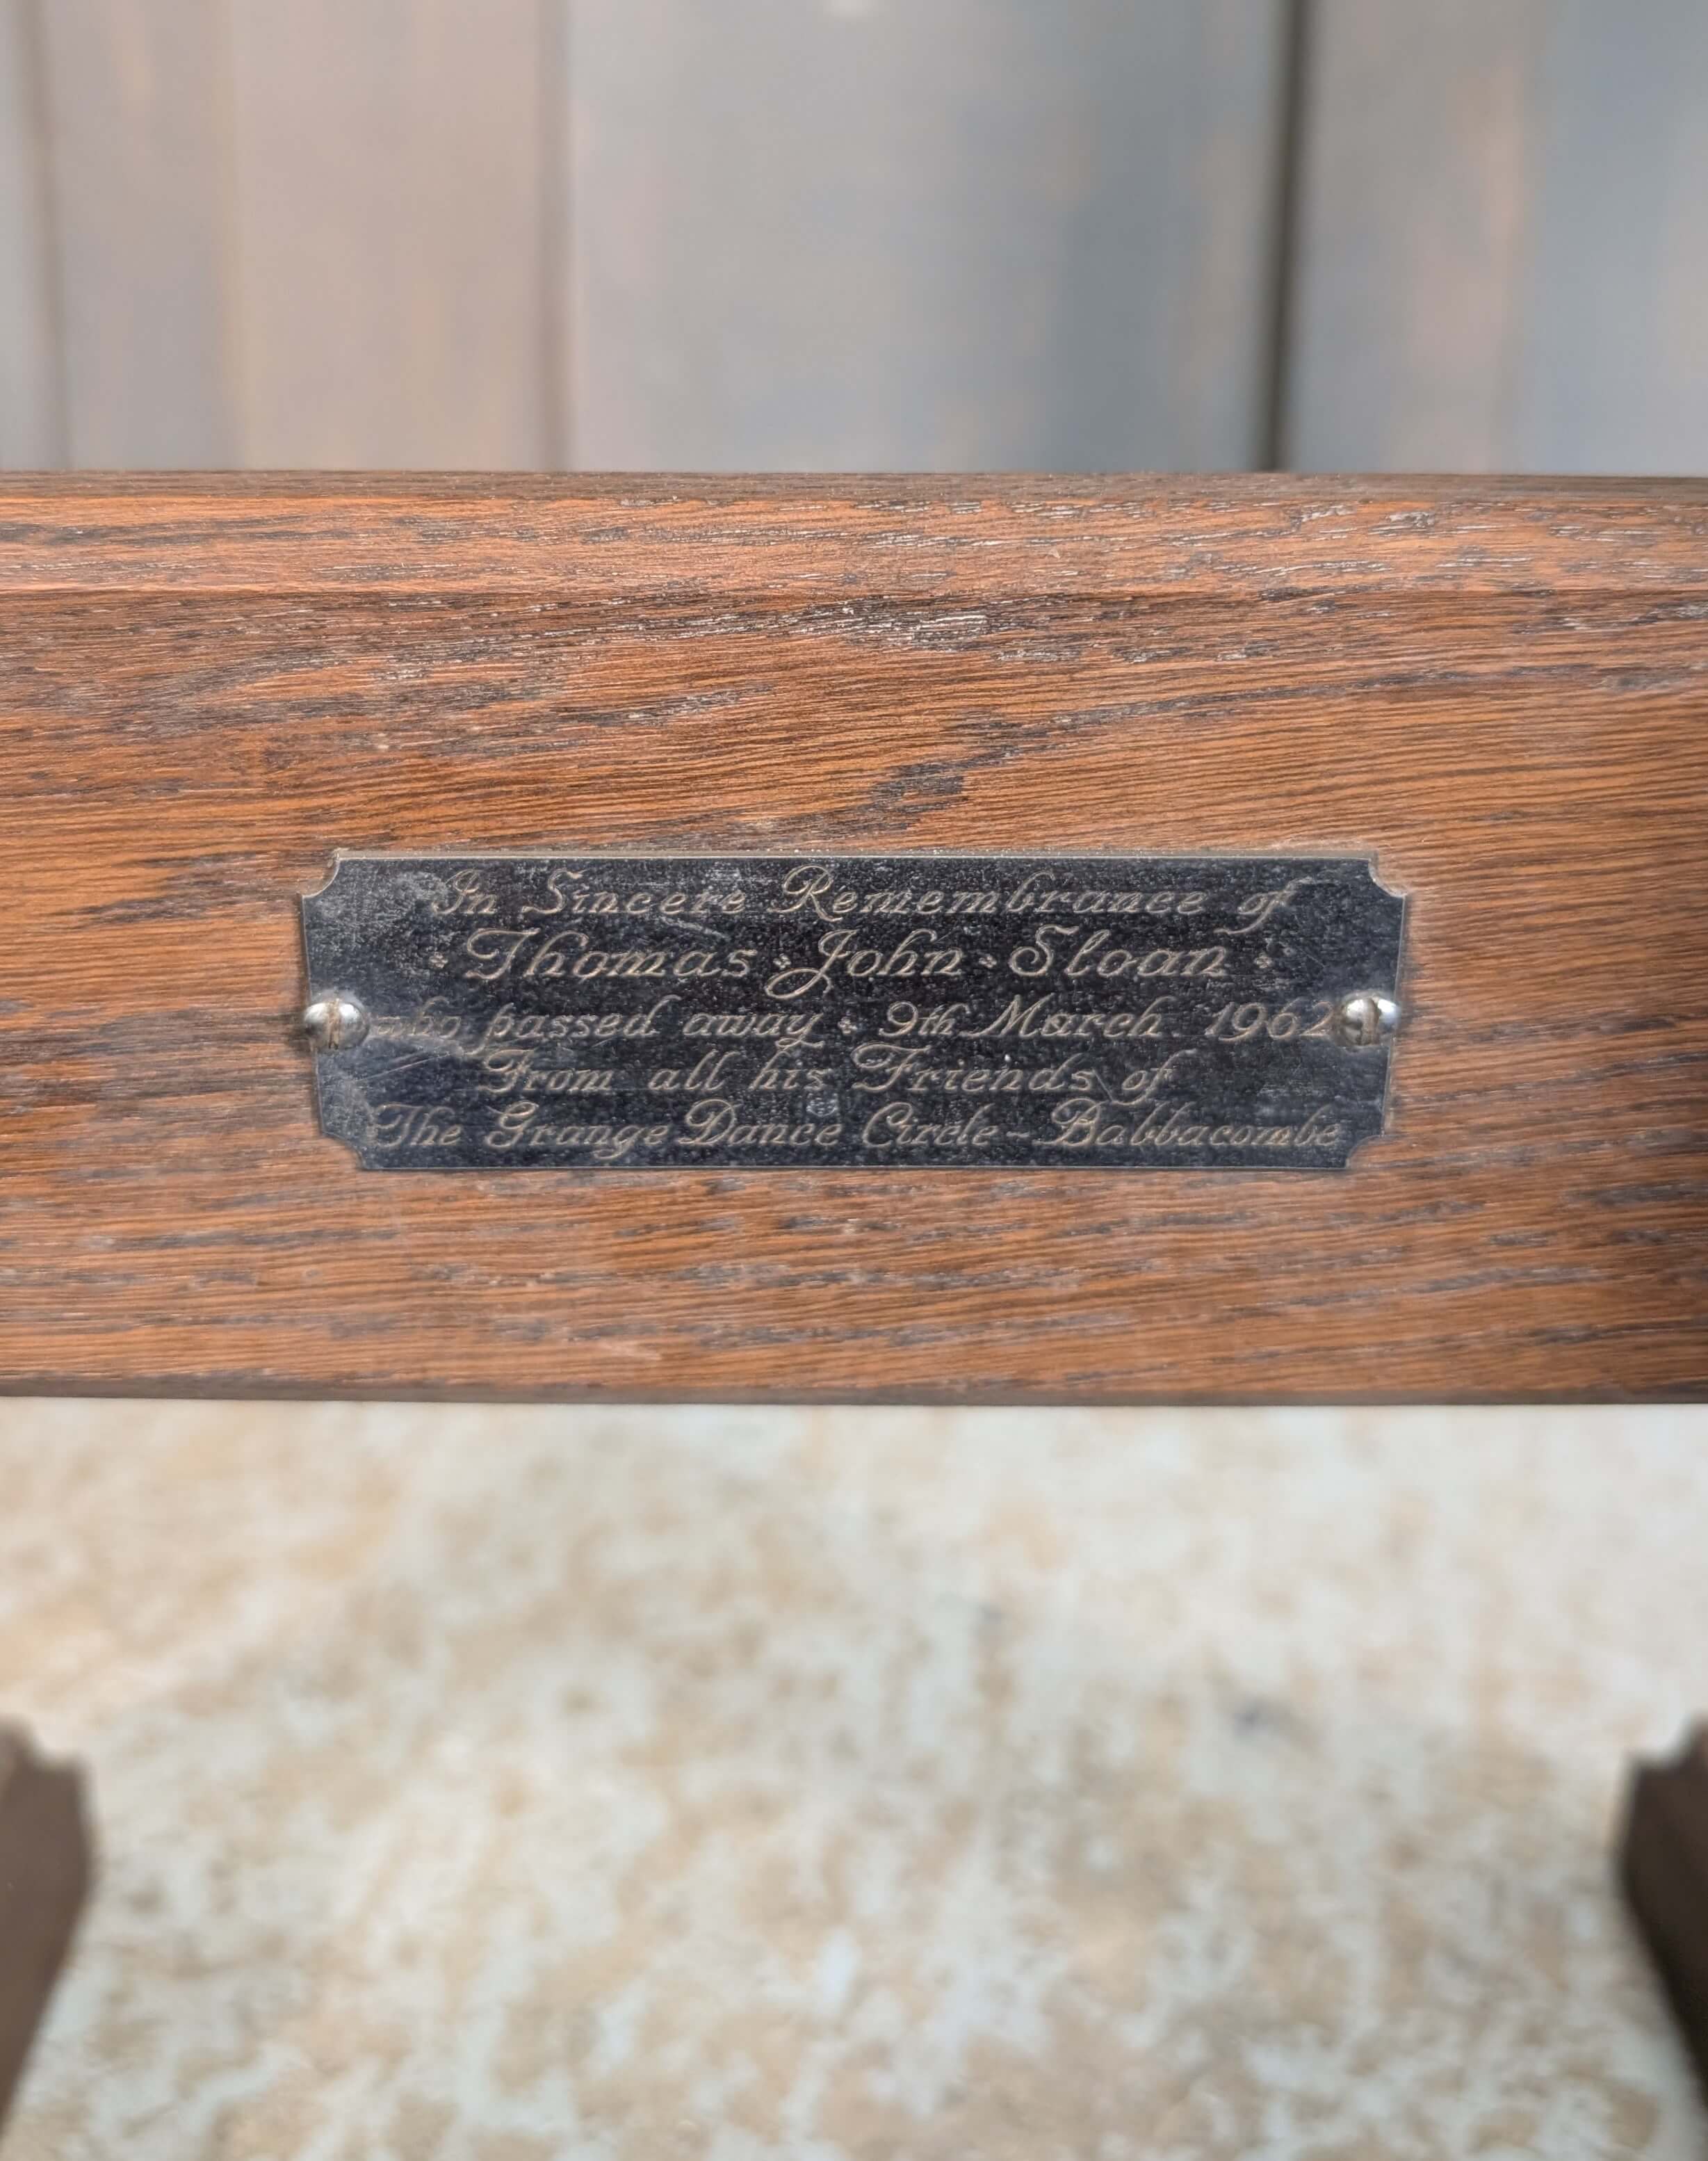 In Sincere Remembrance of
Thomas John Sloan
who passed away 9th March 1962
From all his Friends of
The Grange Dance Circle - Babbacombe